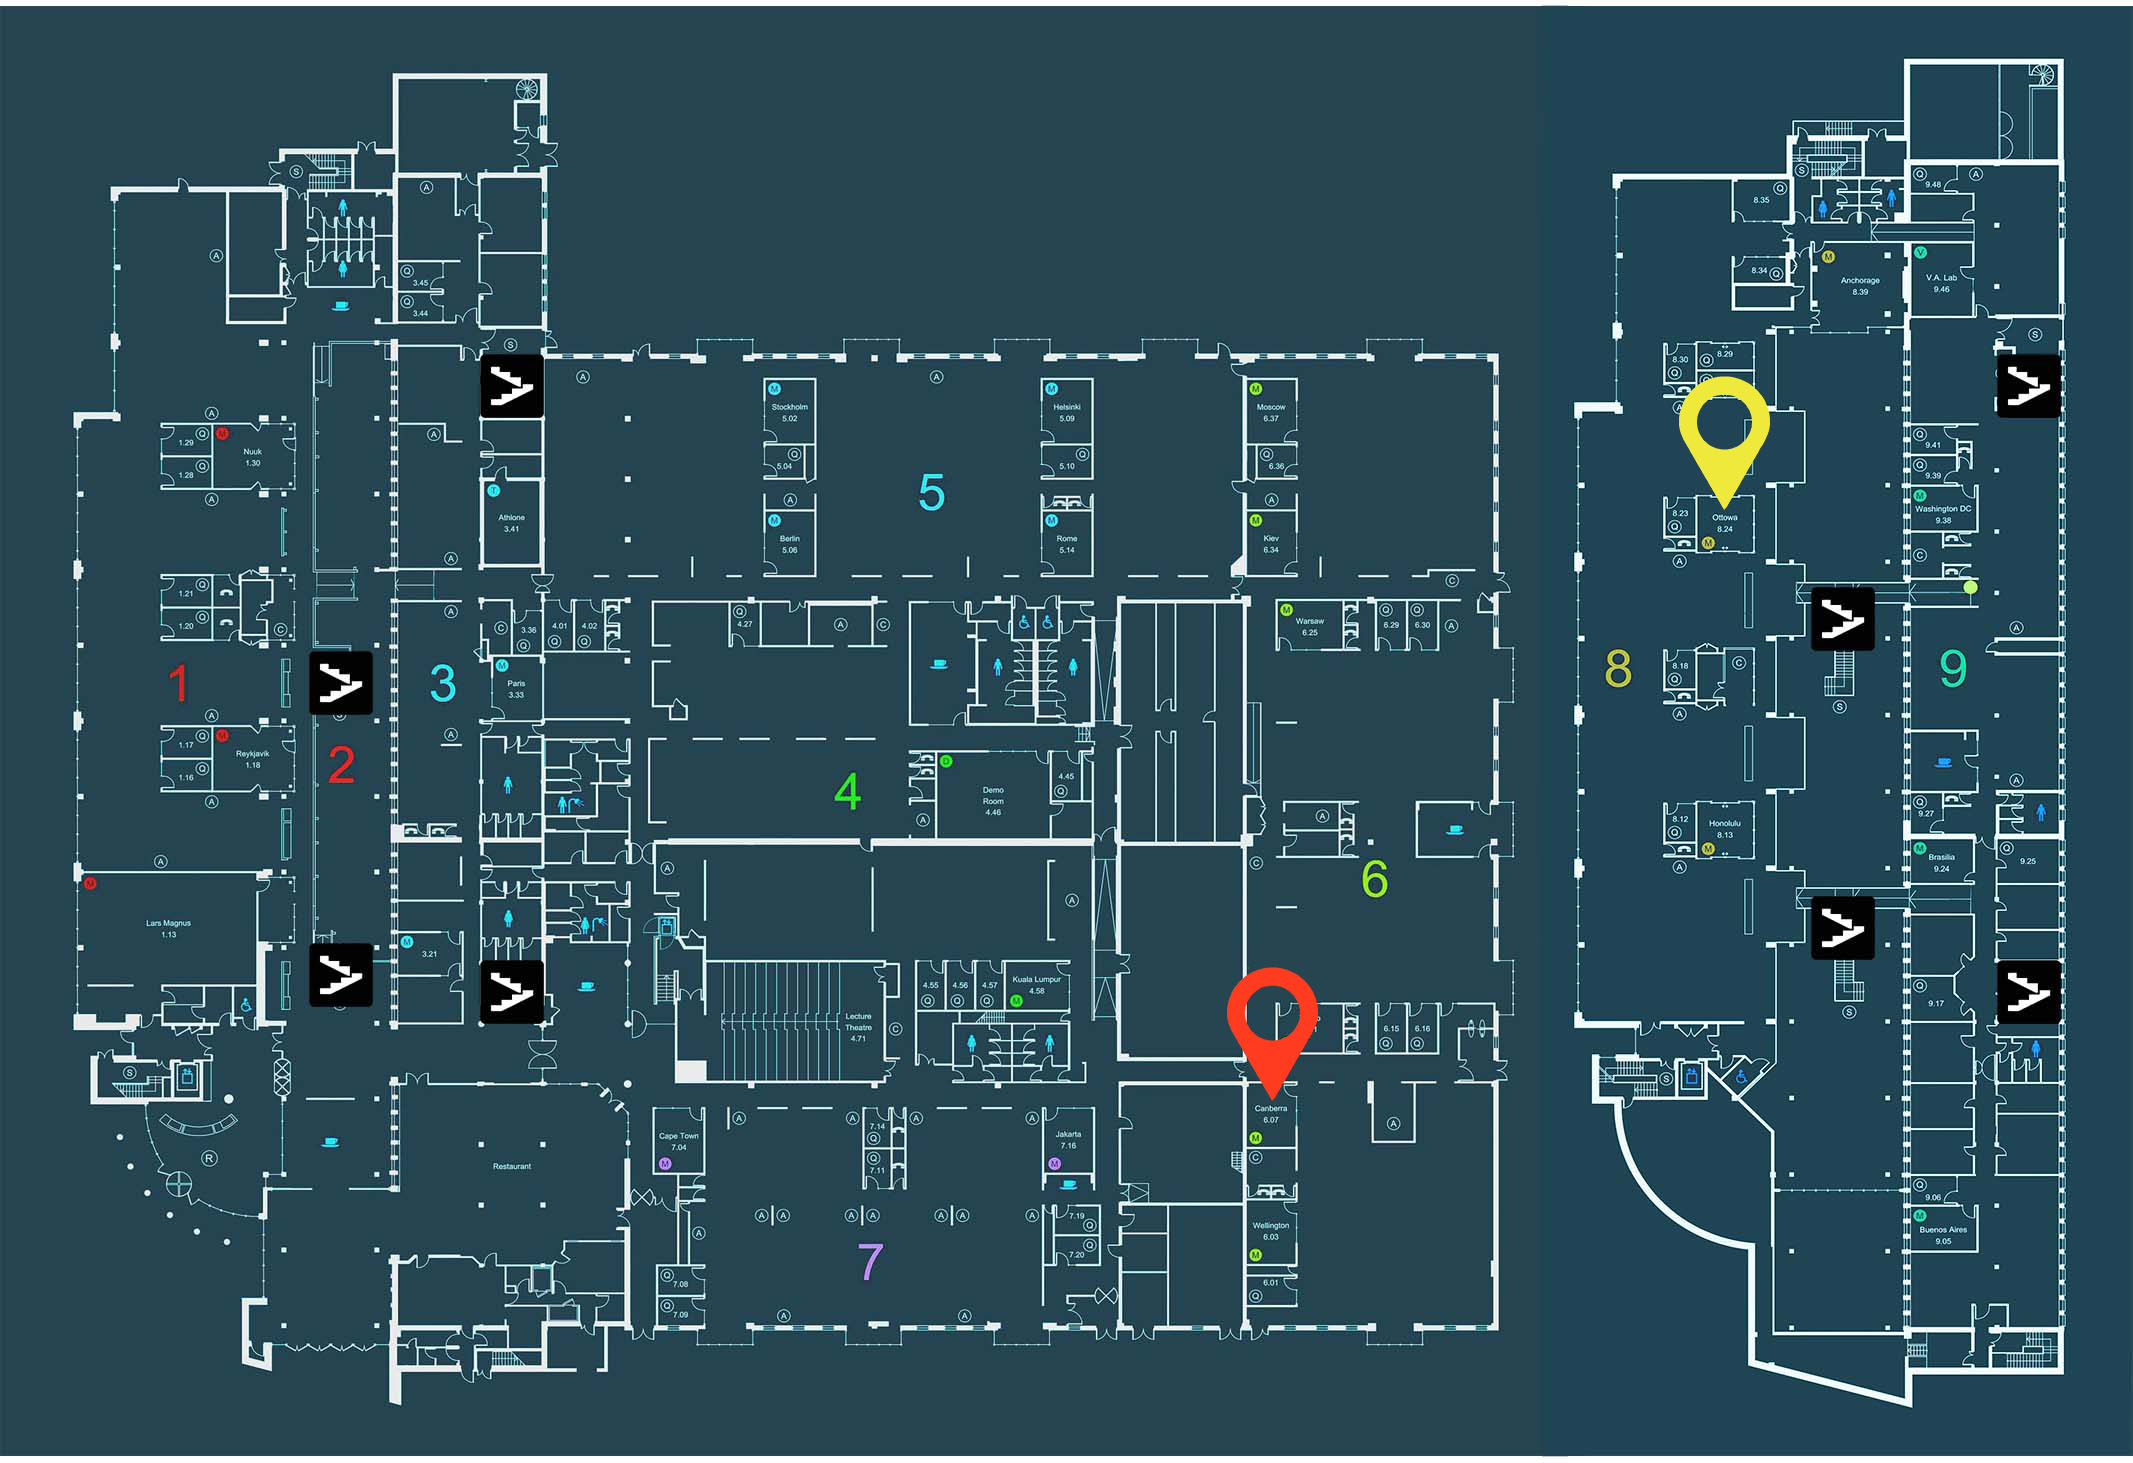 S
A
Q
3.45
Q
3.44
A
S
A
A
Q
1.29
M
Nuuk
1.30
Q
1.28
A
A
T
Athlone
3.41
A
A
M
Stockholm
5.02
Q
5.04
A
M
Berlin
5.06
5
M
Helsinki
5.09
Q
5.10
M
Rome
5.14
M
Moscow
6.37
Q
6.36
A
M
Kiev
6.34
C
Q
1.21
Q
1.20
C
1
A
Q
1.17
M
Reykjavik
1.18
Q
1.16
A
2
A
3
A
C
3.36
Q
4.01
Q
4.02
Q
M
Paris
3.33
Q
4.27
A
C
4
D
Demo
Room
4.46
4.45
Q
A
M
Warsaw
6.25
Q
6.29
Q
6.30
A
A
C
6
A
M
Lars Magnus
1.13
M
3.21
A
A
Lecture
Theatre
4.71
C
4.55
Q
4.56
Q
4.57
Q
Kuala Lumpur
4.58
M
6.15
Q
6.16
Q
S
R
Restaurant
Cape Town
7.04
M
A
7.14
Q
Q
7.11
A
A
Jakarta
7.16
M
A
A
A
A
A
A
A
A
7
7.19
Q
Q
7.20
Q
7.08
Q
7.09
A
A
Canberra
6.07
M
C
Wellington
6.03
M
6.01
Q
A
S
Q
9.48
A
Q
8.35
8.34
Q
M
Anchorage
8.39
V
V.A. Lab
9.46
S
8.30
Q
8.29
Q
Q
9.41
Q
9.39
8.23
Q
Ottowa
8.24
M
A
M
Washington DC
9.38
C
A
8
8.18
Q
C
A
S
9
A
Q
9.27
8.12
Q
Honolulu
8.13
M
A
M
Brasilia
9.24
Q
9.25
Q
9.17
S
S
Q
9.06
M
Buenos Aires
9.05